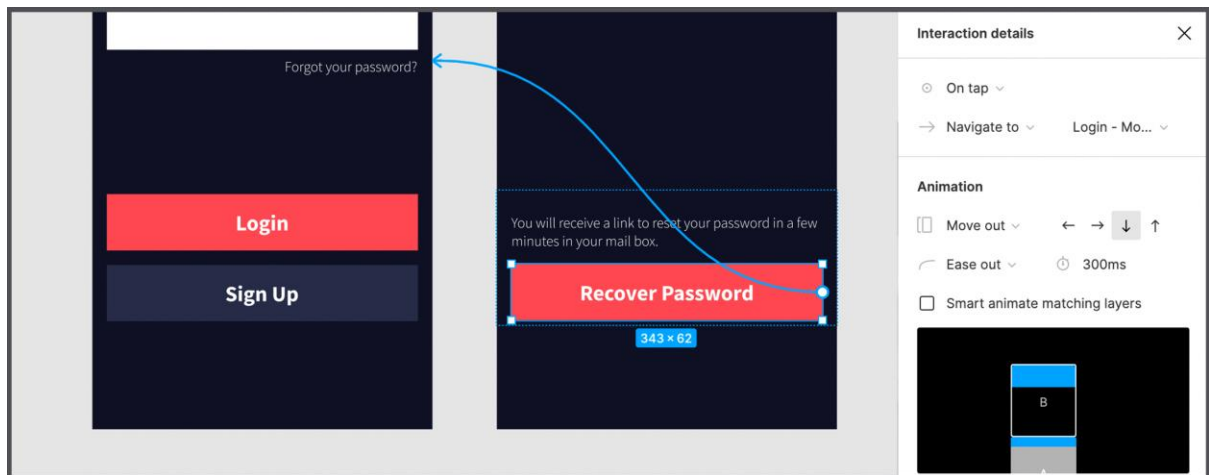 Forgot your password?
Login
Sign Up
You will receive a link to reset your password in a few
minutes in your mail box.
Recover Password
343 × 62
Interaction details
On tap
Navigate to Login - Mo...
Animation
Move out
Ease out 300ms
Smart animate matching layers
B
A